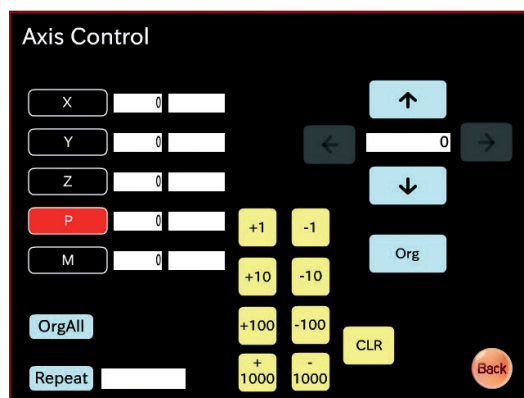 Axis Control
X 0
↑
Y 0
← 0 →
Z 0
↓
P 0
+1 -1
Org
M 0
+10 -10
OrgAll
+100 -100
CLR
Repeat
+
1000
-
1000
Back